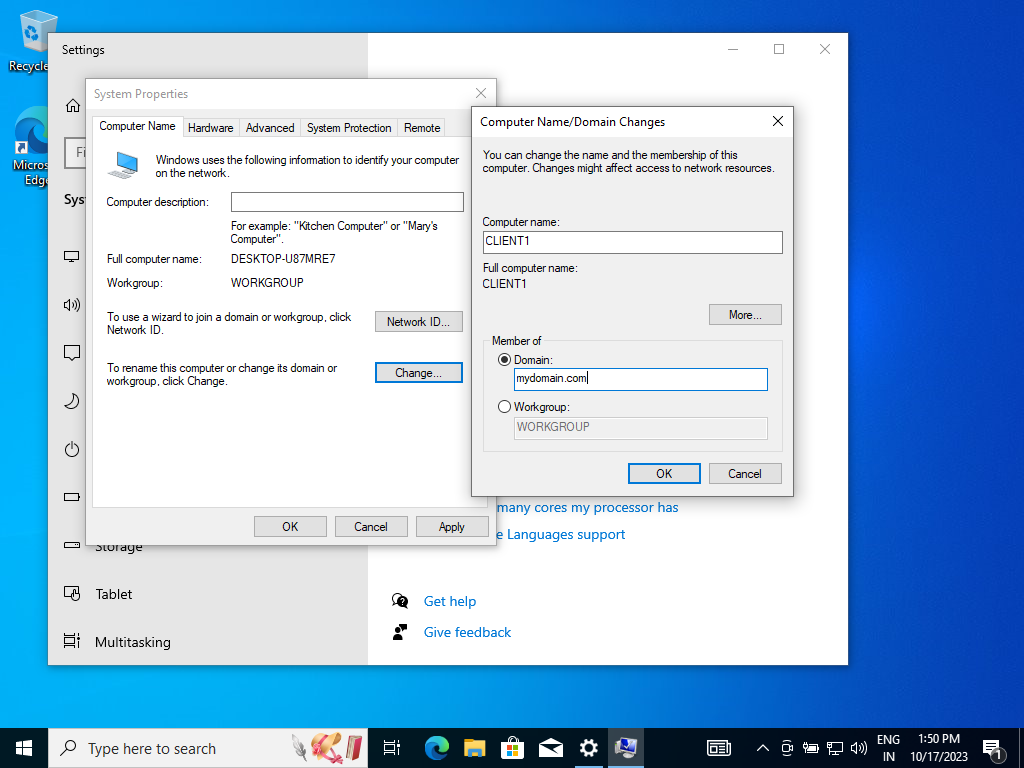 Recycle
Micros
Edge
Settings
Fi
Sys
Storage
Tablet
Multitasking
System Properties
Computer Name
Hardware
Advanced
System Protection
Remote
Windows uses the following information to identify your computer
on the network.
Computer description:
For example: "Kitchen Computer" or "Mary's
Computer".
Full computer name:
DESKTOP-U87MRE7
Workgroup:
WORKGROUP
To use a wizard to join a domain or workgroup, click
Network ID.
Network ID...
To rename this computer or change its domain or
workgroup, click Change.
Change...
OK
Cancel
Apply
Computer Name/Domain Changes
You can change the name and the membership of this
computer. Changes might affect access to network resources.
Computer name:
CLIENT1
Full computer name:
CLIENT1
More...
Member of
Domain:
mydomain.com
Workgroup:
WORKGROUP
OK
Cancel
many cores my processor has
e Languages support
Get help
Give feedback
Type here to search
ENG
IN
1:50 PM
10/17/2023
1